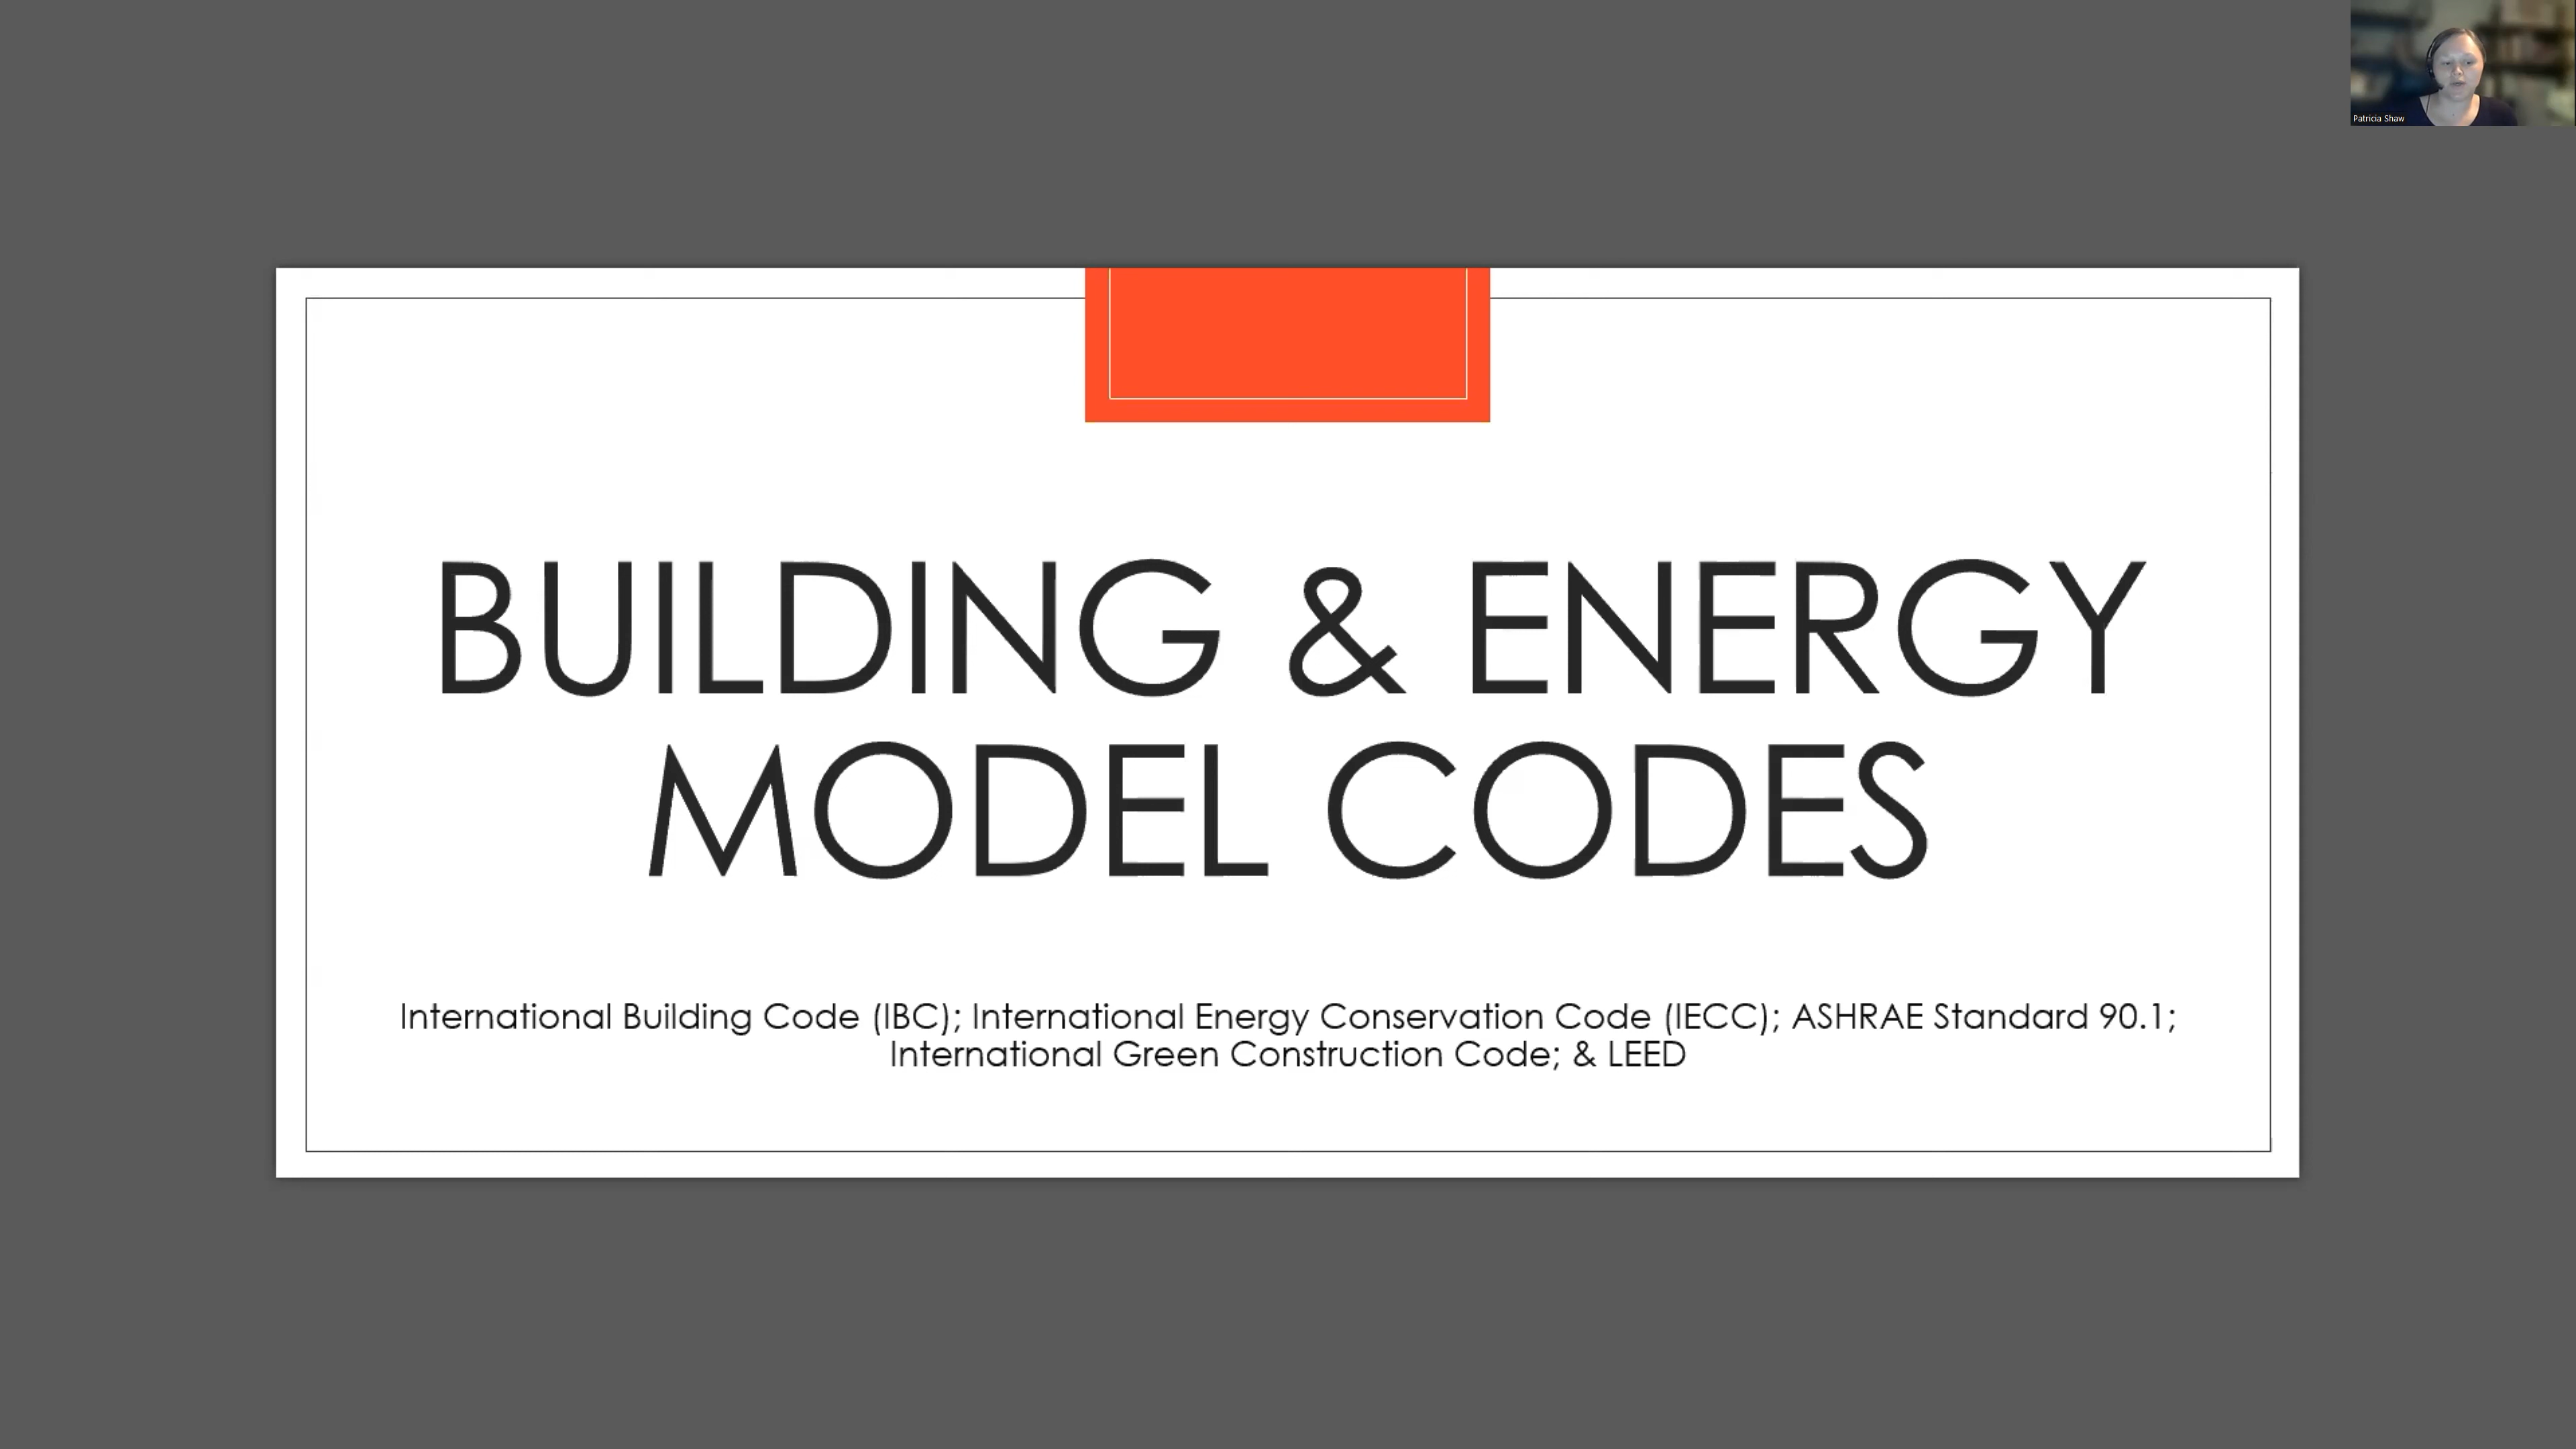 Patricia Shaw
BUILDING & ENERGY
MODEL CODES
International Building Code (IBC); International Energy Conservation Code (IECC); ASHRAE Standard 90.1;
International Green Construction Code; & LEED